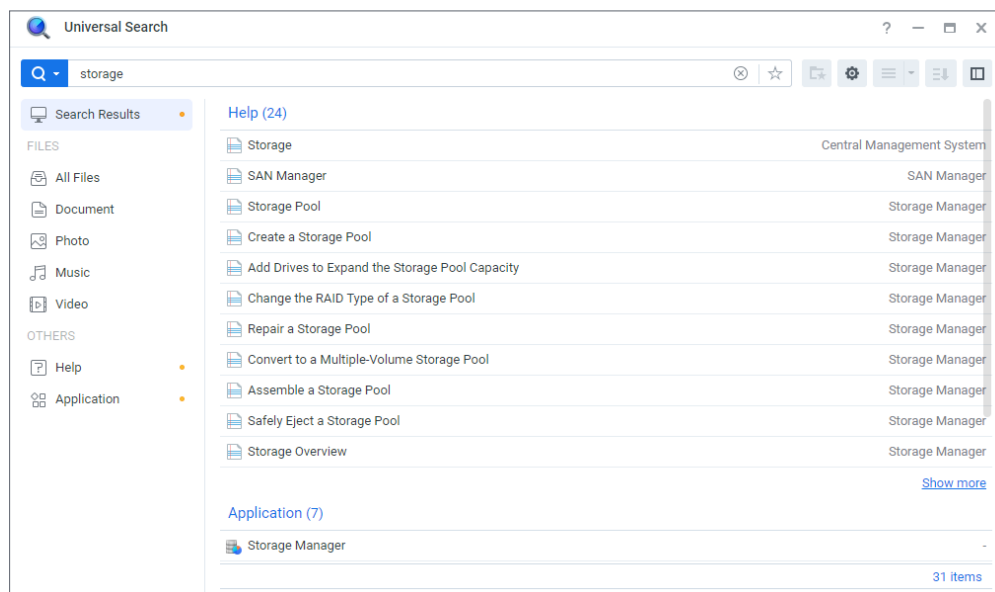 Universal Search
storage
Search Results
FILES
All Files
Document
Photo
Music
Video
OTHERS
Help
Application
Help (24)
Storage Central Management System
SAN Manager SAN Manager
Storage Pool Storage Manager
Create a Storage Pool Storage Manager
Add Drives to Expand the Storage Pool Capacity Storage Manager
Change the RAID Type of a Storage Pool Storage Manager
Repair a Storage Pool Storage Manager
Convert to a Multiple-Volume Storage Pool Storage Manager
Assemble a Storage Pool Storage Manager
Safely Eject a Storage Pool Storage Manager
Storage Overview Storage Manager
Show more
Application (7)
Storage Manager -
31 items